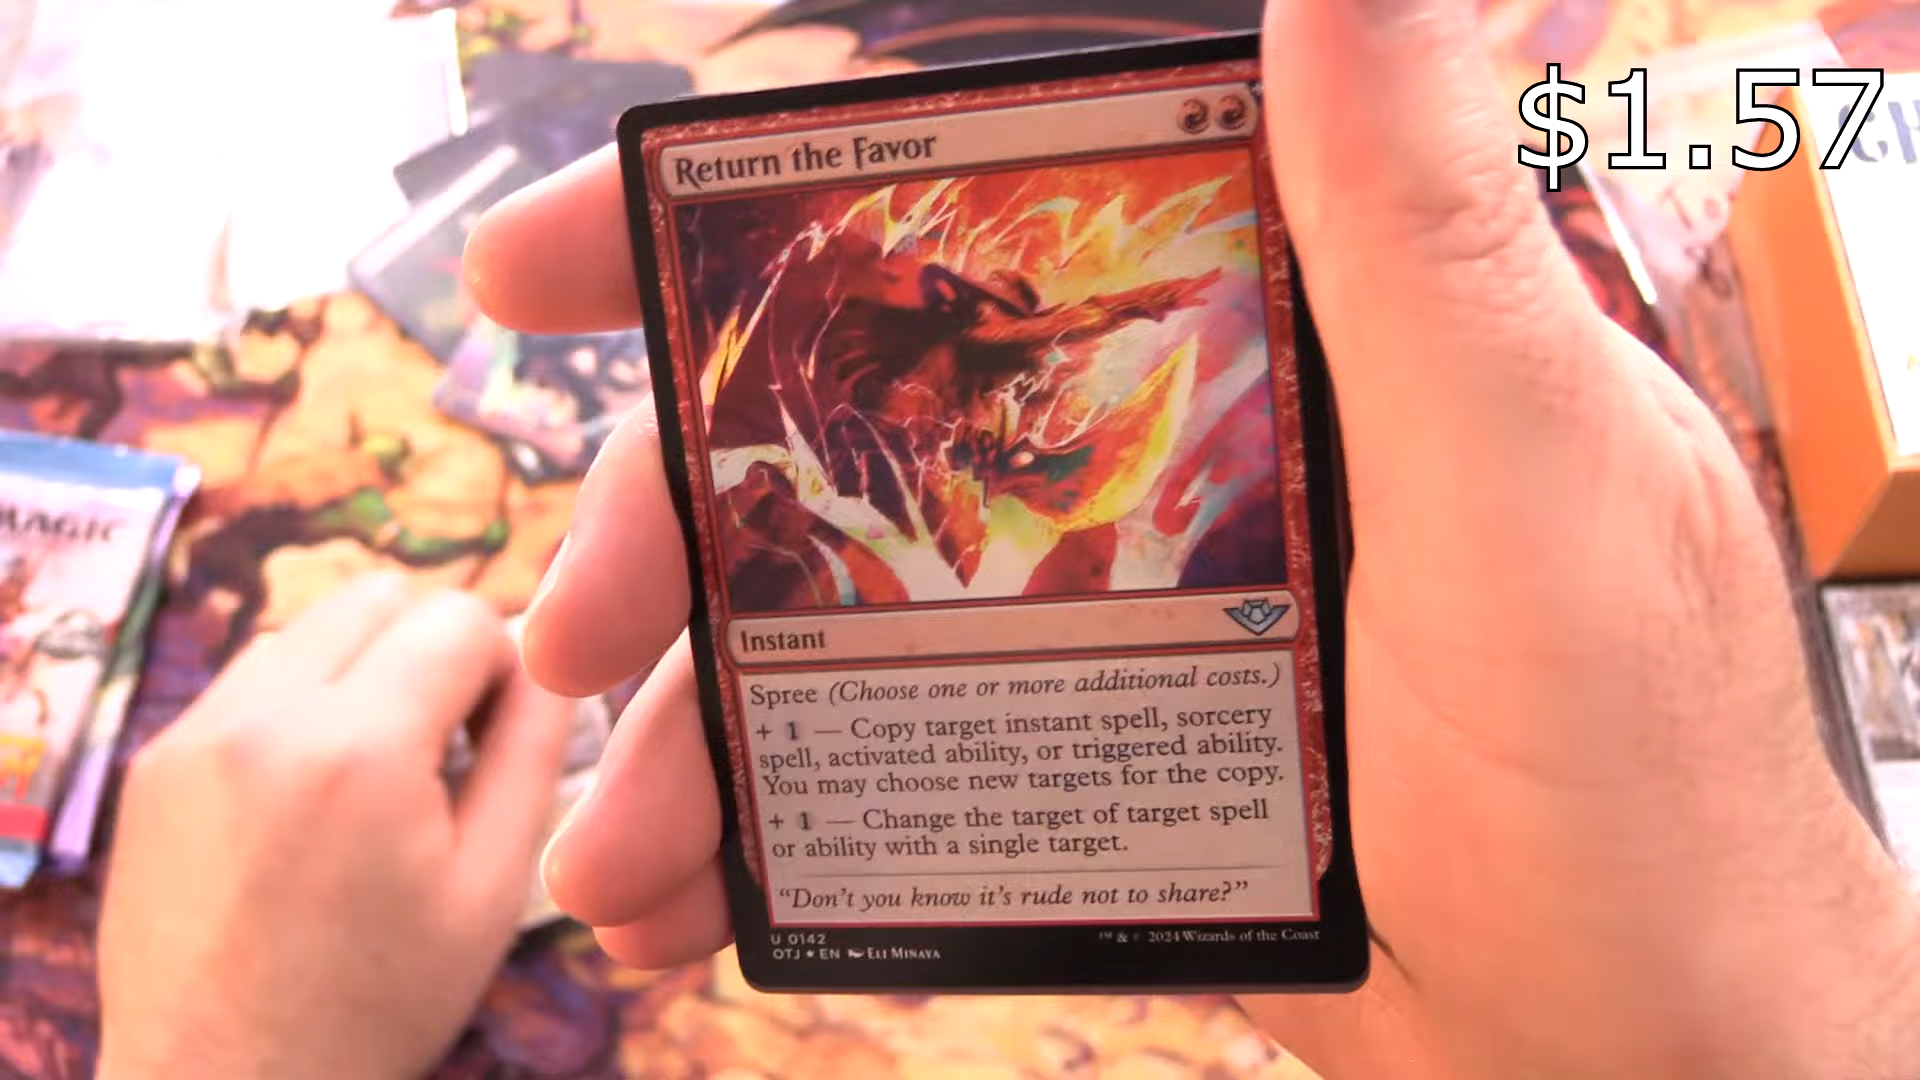 $1.57
CH
Return the Favor
MAGIC
Instant
Spree (Choose one or more additional costs.)
+ 1 — Copy target instant spell, sorcery
spell, activated ability, or triggered ability.
You may choose new targets for the copy.
+ 1 — Change the target of target spell
or ability with a single target.
“Don’t you know it’s rude not to share?”
U 0142
OTJ ★ EN Eli Minaya
™ & © 2024 Wizards of the Coast